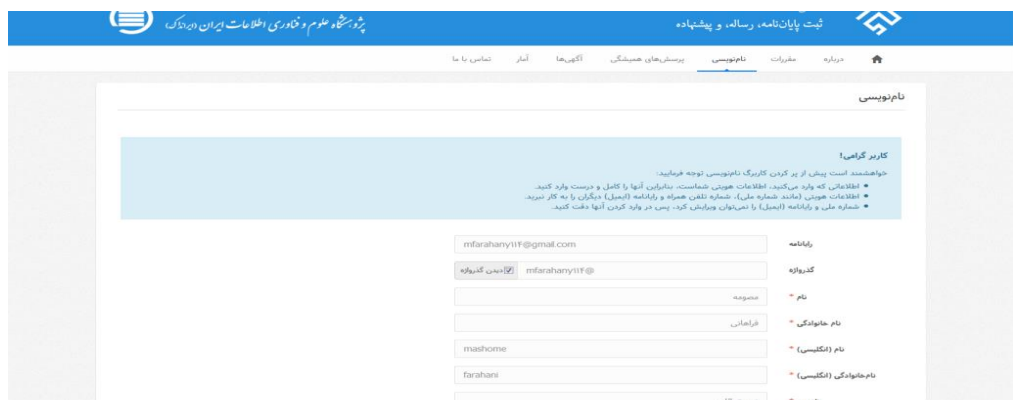 پژوهشگاه علوم و فناوری اطلاعات ایران (ایرانداک)
ثبت پایان‌نامه، رساله، و پیشنهاده
درباره مقررات نام‌نویسی پرسش‌های همیشگی آگهی‌ها آمار تماس با ما
نام‌نویسی
کاربر گرامی!
خواهشمند است پیش از پر کردن کاربرگ نام‌نویسی توجه فرمایید:
اطلاعاتی که وارد می‌کنید، اطلاعات هویتی شماست، بنابراین آنها را کامل و درست وارد کنید.
اطلاعات هویتی (مانند شماره ملی)، شماره تلفن همراه و رایانامه (ایمیل) دیگران را به کار نبرید.
شماره ملی و رایانامه (ایمیل) را نمی‌توان ویرایش کرد، پس در وارد کردن آنها دقت کنید.
رایانامه mfarahany۱۱۴@gmail.com
گذرواژه mfarahany۱۱۴@ دیدن گذرواژه
نام * معصومه
نام خانوادگی * فراهانی
نام (انگلیسی) * mashome
نام‌خانوادگی (انگلیسی) * farahani